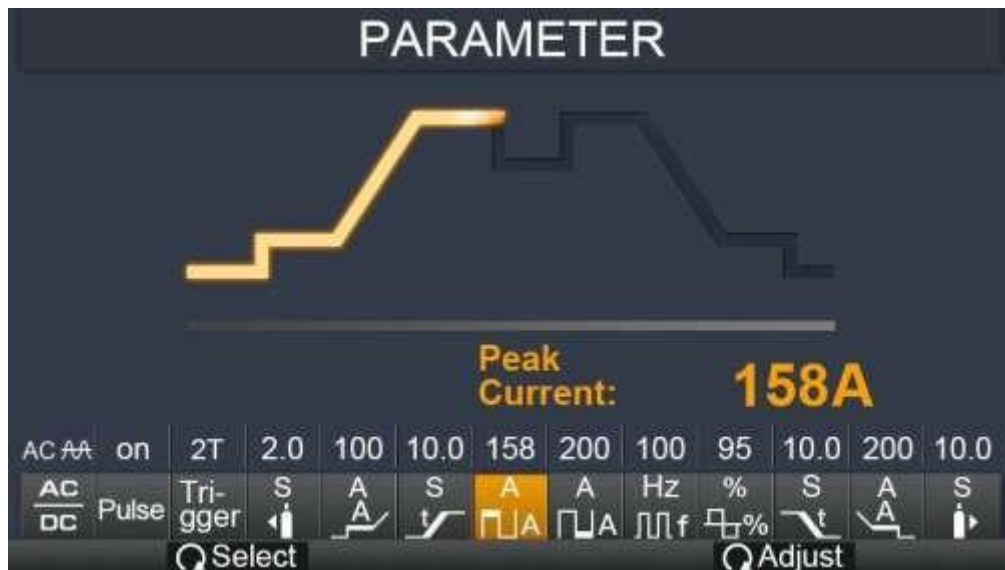 PARAMETER
Peak
Current:
158A
AC AA on 2T 2.0 100 10.0 158 200 100 95 10.0 200 10.0
AC
DC
Pulse
Tri-
gger
S
A
A
S
t
A
A
A
A
Hz
f
%
%
S
t
A
A
S
Select
Adjust